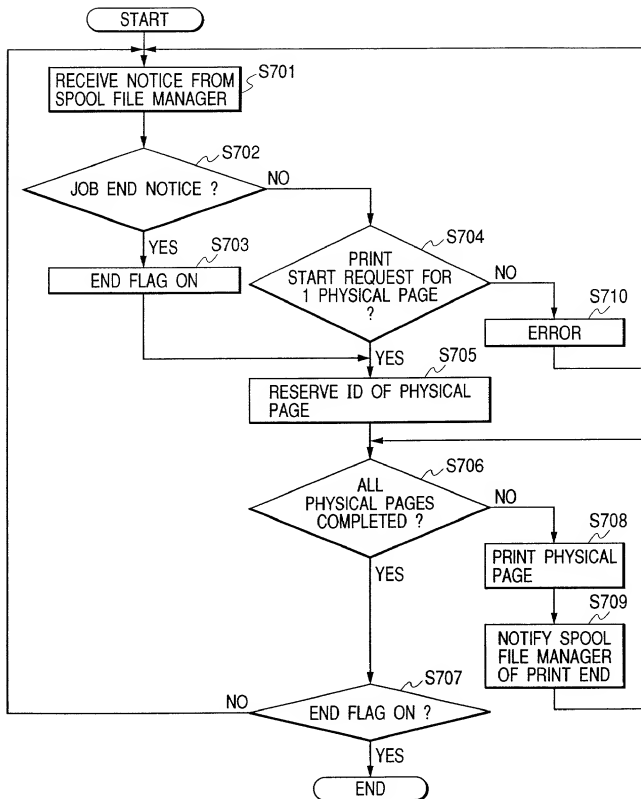 START
RECEIVE NOTICE FROM
SPOOL FILE MANAGER
S701
S702
JOB END NOTICE ?
NO
YES
S703
END FLAG ON
S704
PRINT
START REQUEST FOR
1 PHYSICAL PAGE
?
NO
S710
ERROR
YES
S705
RESERVE ID OF PHYSICAL
PAGE
S706
ALL
PHYSICAL PAGES
COMPLETED ?
NO
S708
PRINT PHYSICAL
PAGE
YES
S709
NOTIFY SPOOL
FILE MANAGER
OF PRINT END
S707
NO
END FLAG ON ?
YES
END